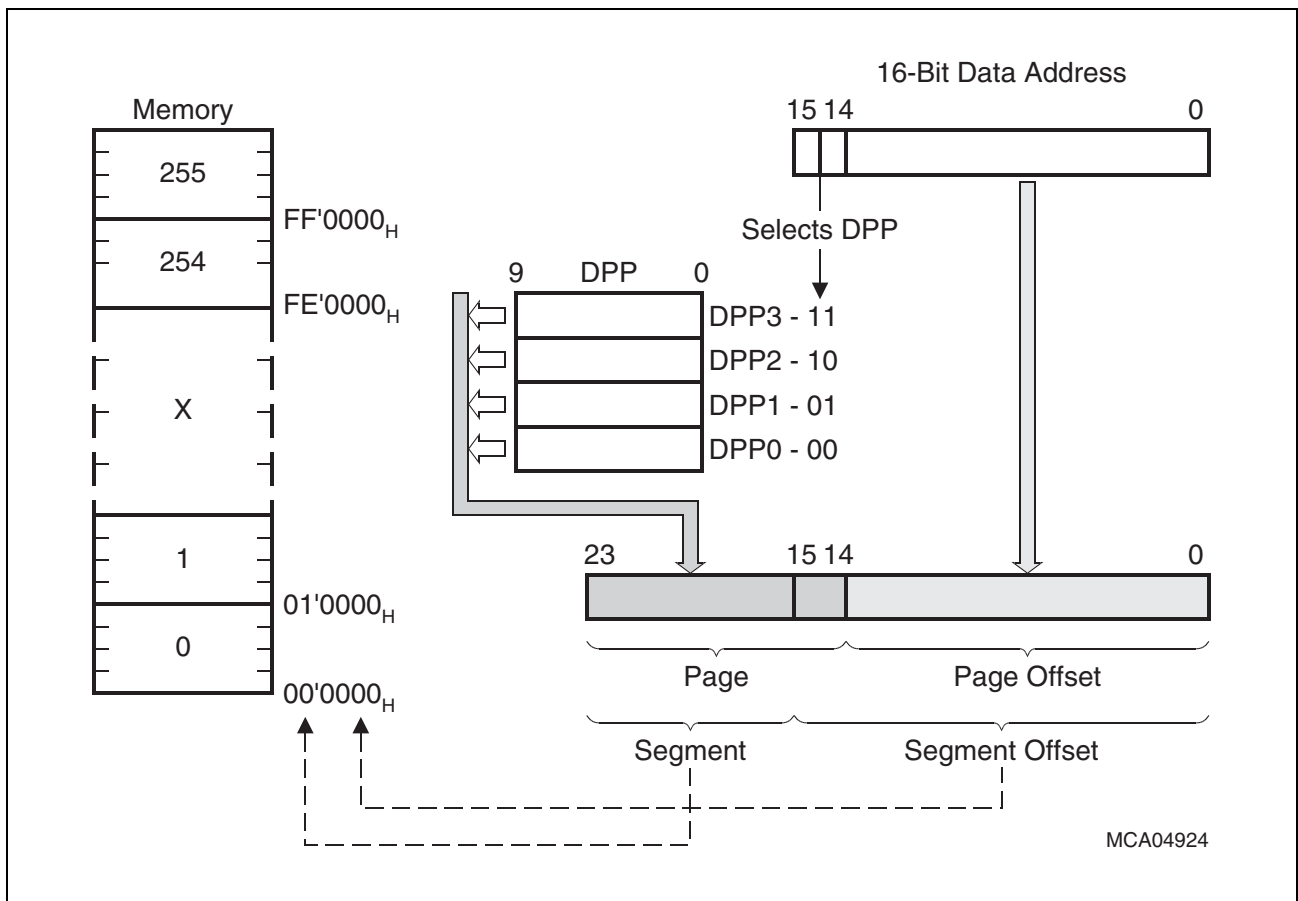 16-Bit Data Address
15 14 0
Memory
255
FF'0000H
254
FE'0000H
X
1
01'0000H
0
00'0000H
Selects DPP
9 DPP 0
DPP3 - 11
DPP2 - 10
DPP1 - 01
DPP0 - 00
23 15 14 0
Page Page Offset
Segment Segment Offset
MCA04924